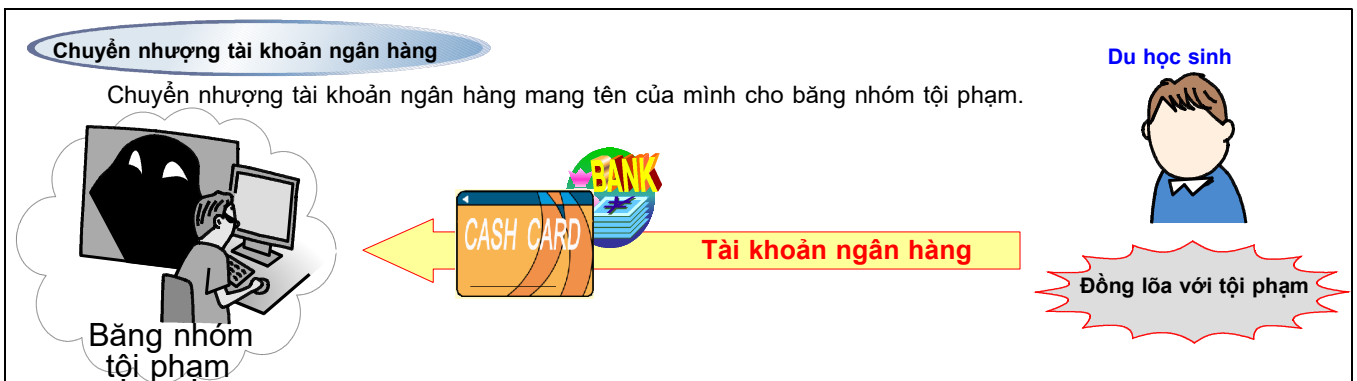 Chuyển nhượng tài khoản ngân hàng
Du học sinh
Chuyển nhượng tài khoản ngân hàng mang tên của mình cho băng nhóm tội phạm.
BANK
CASH CARD
Tài khoản ngân hàng
Đồng lõa với tội phạm
Băng nhóm
tội phạm